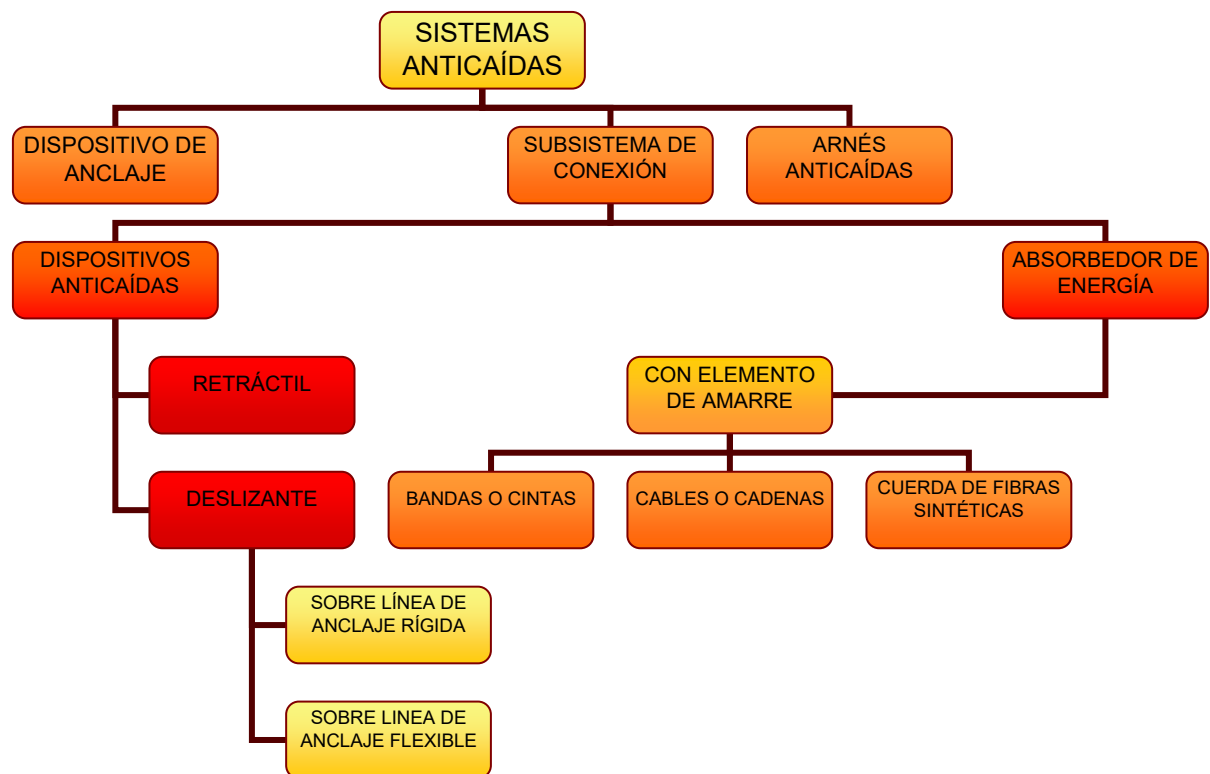 SISTEMAS
ANTICAÍDAS
DISPOSITIVO DE
ANCLAJE
SUBSISTEMA DE
CONEXIÓN
ARNÉS
ANTICAÍDAS
DISPOSITIVOS
ANTICAÍDAS
ABSORBEDOR DE
ENERGÍA
RETRÁCTIL
CON ELEMENTO
DE AMARRE
DESLIZANTE
BANDAS O CINTAS
CABLES O CADENAS
CUERDA DE FIBRAS
SINTÉTICAS
SOBRE LÍNEA DE
ANCLAJE RÍGIDA
SOBRE LINEA DE
ANCLAJE FLEXIBLE